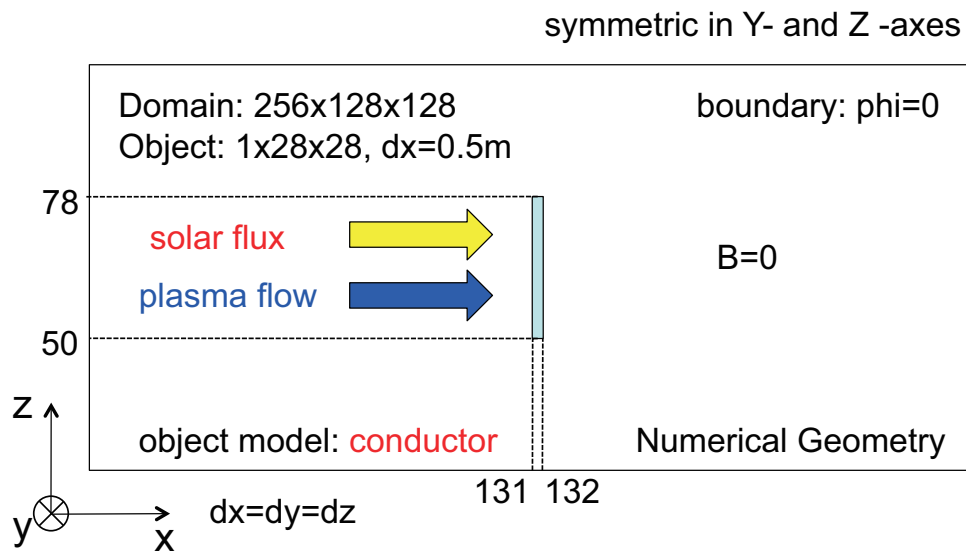 symmetric in Y- and Z -axes
Domain: 256x128x128
boundary: phi=0
Object: 1x28x28, dx=0.5m
78
solar flux
B=0
plasma flow
50
z
object model: conductor
Numerical Geometry
131 132
y
x
dx=dy=dz